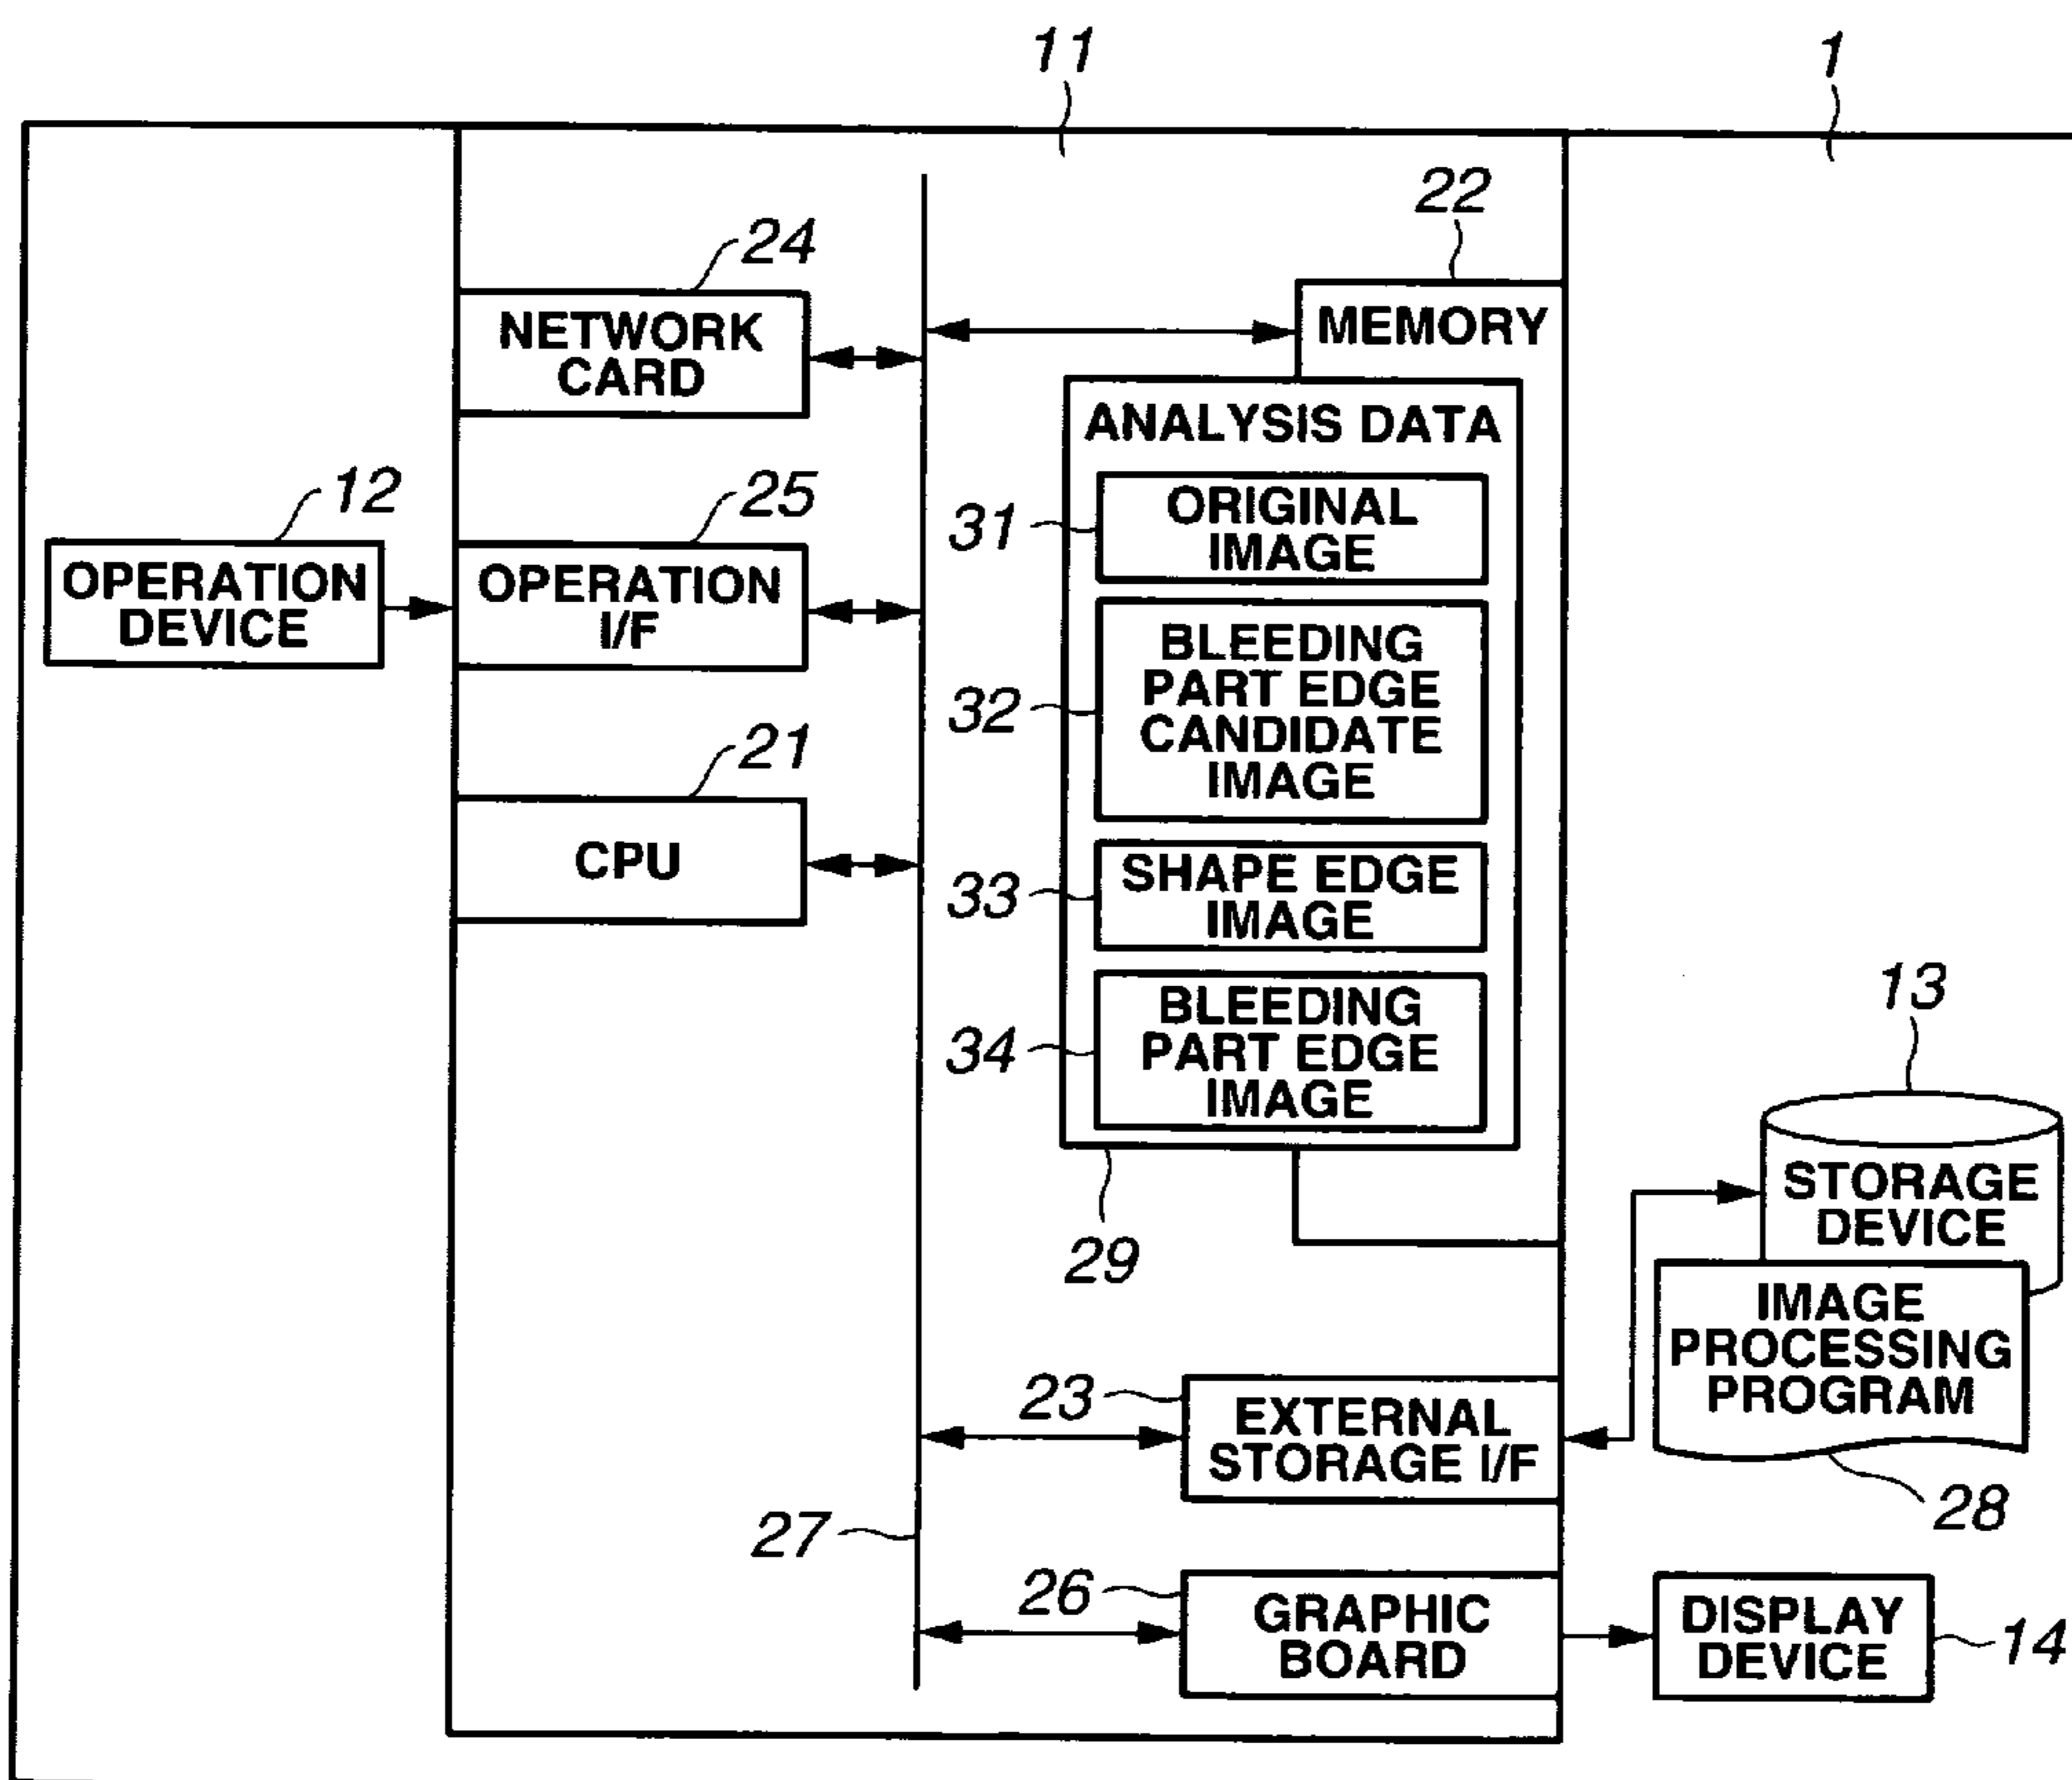 11
1
22
24
MEMORY
NETWORK
CARD
ANALYSIS DATA
12
25
31
ORIGINAL
IMAGE
OPERATION
DEVICE
OPERATION
I/F
32
BLEEDING
PART EDGE
CANDIDATE
IMAGE
21
CPU
33
SHAPE EDGE
IMAGE
34
BLEEDING
PART EDGE
IMAGE
13
STORAGE
DEVICE
29
IMAGE
PROCESSING
PROGRAM
23
EXTERNAL
STORAGE I/F
28
27
26
GRAPHIC
BOARD
DISPLAY
DEVICE
14